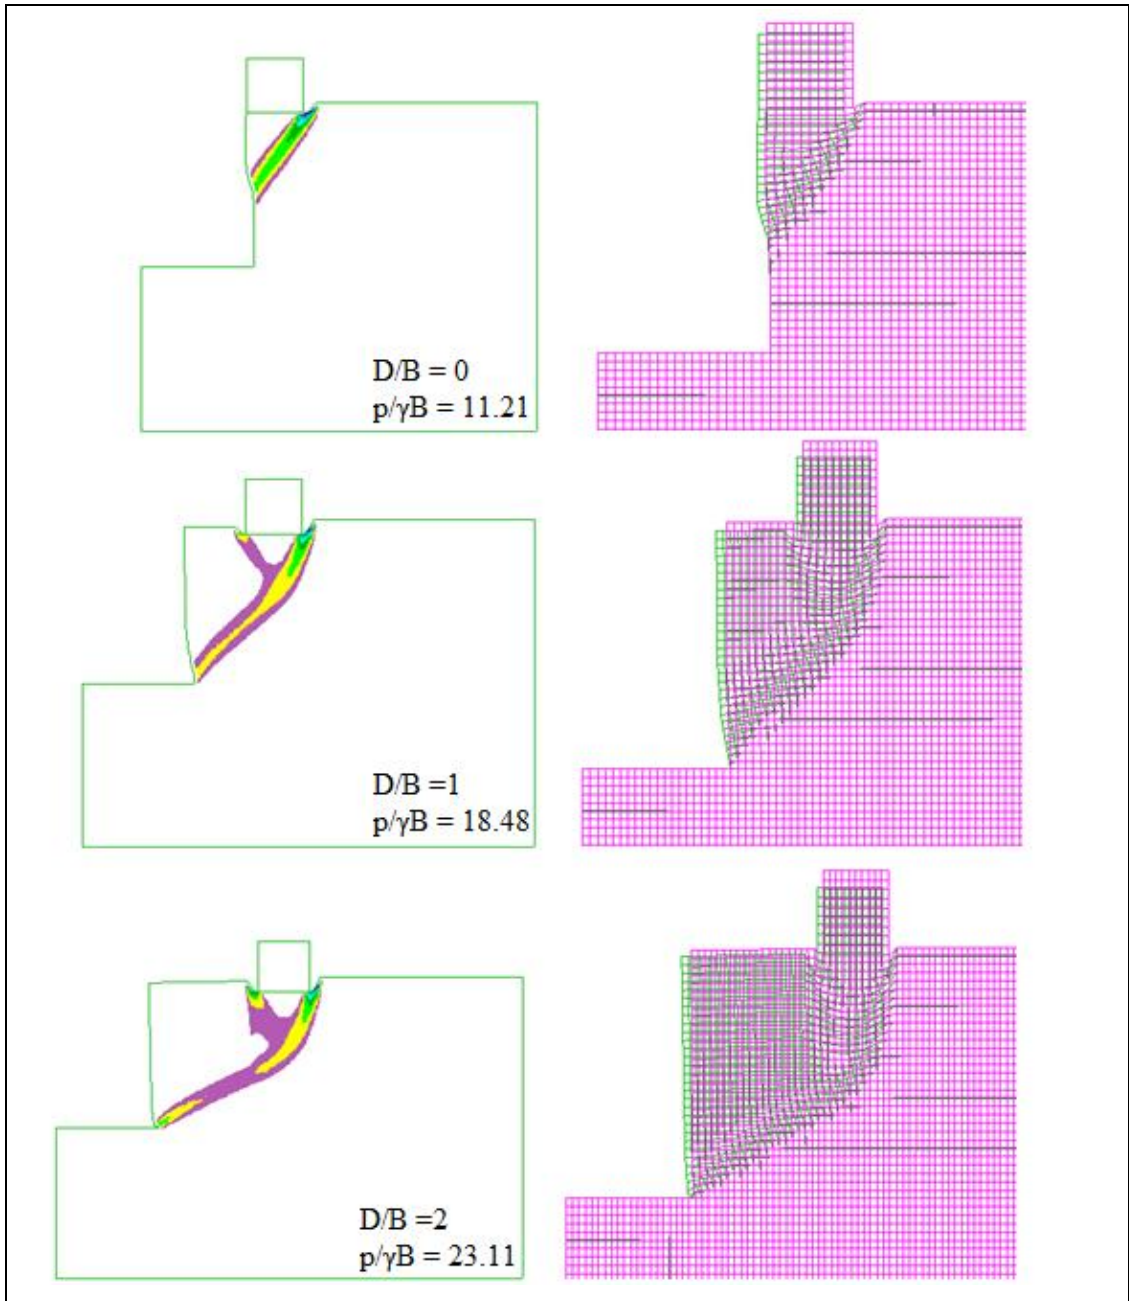 D/B = 0
p/γB = 11.21
D/B =1
p/γB = 18.48
D/B =2
p/γB = 23.11